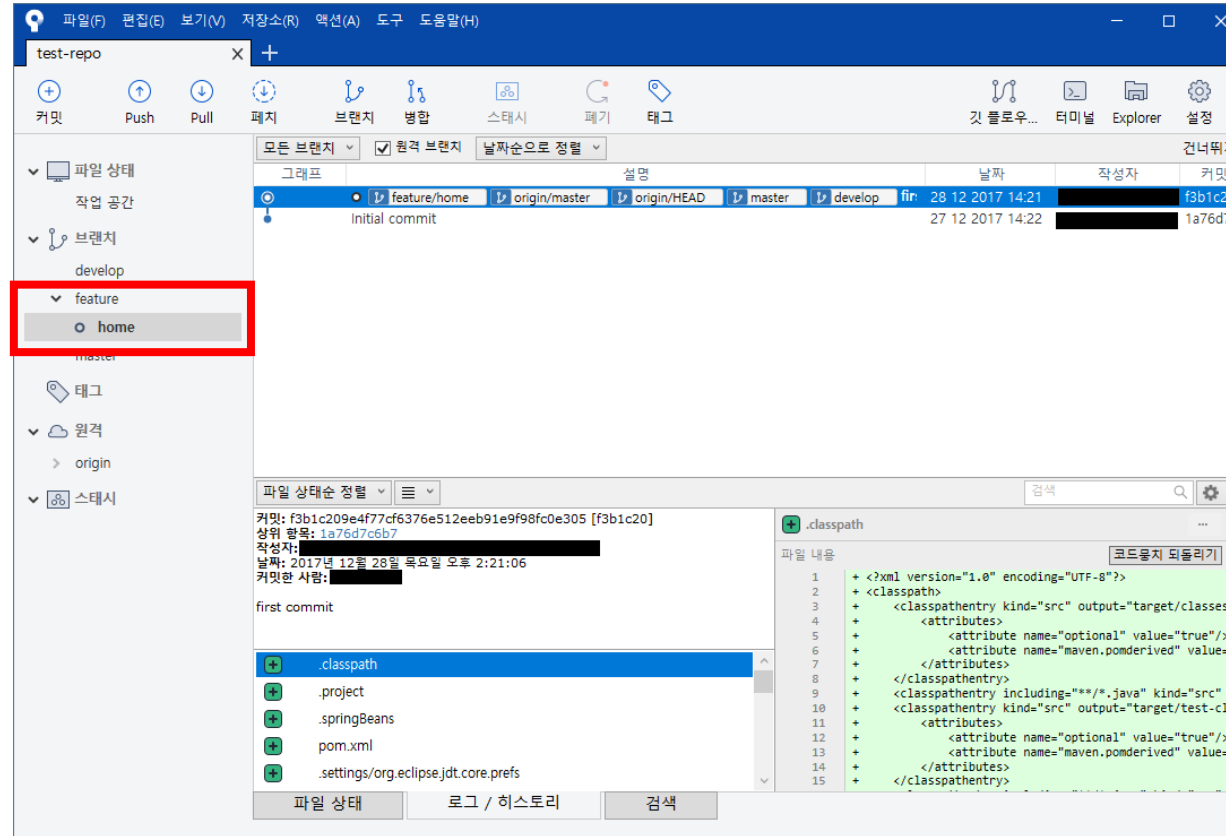 파일(F) 편집(E) 보기(V) 저장소(R) 액션(A) 도구 도움말(H)
test-repo
커밋 Push Pull 페치 브랜치 병합 스태시 폐기 태그 깃 플로우... 터미널 Explorer 설정
모든 브랜치 원격 브랜치 날짜순으로 정렬 건너뛰
그래프 설명 날짜 작성자 커밋
feature/home origin/master origin/HEAD master develop fir 28 12 2017 14:21 f3b1c2
Initial commit 27 12 2017 14:22 1a76d7
파일 상태
작업 공간
브랜치
develop
feature
home
master
태그
원격
origin
스태시
파일 상태순 정렬 검색
커밋: f3b1c209e4f77cf6376e512eeb91e9f98fc0e305 [f3b1c20]
상위 항목: 1a76d7c6b7
작성자:
날짜: 2017년 12월 28일 목요일 오후 2:21:06
커밋한 사람:
first commit
.classpath
.project
.springBeans
pom.xml
.settings/org.eclipse.jdt.core.prefs
.classpath ...
파일 내용 코드뭉치 되돌리기
1 + <?xml version="1.0" encoding="UTF-8"?>
2 + <classpath>
3 + <classpathentry kind="src" output="target/classes
4 + <attributes>
5 + <attribute name="optional" value="true"/>
6 + <attribute name="maven.pomderived" value=
7 + </attributes>
8 + </classpathentry>
9 + <classpathentry including="**/*.java" kind="src"
10 + <classpathentry kind="src" output="target/test-cl
11 + <attributes>
12 + <attribute name="optional" value="true"/>
13 + <attribute name="maven.pomderived" value=
14 + </attributes>
15 + </classpathentry>
파일 상태 로그 / 히스토리 검색